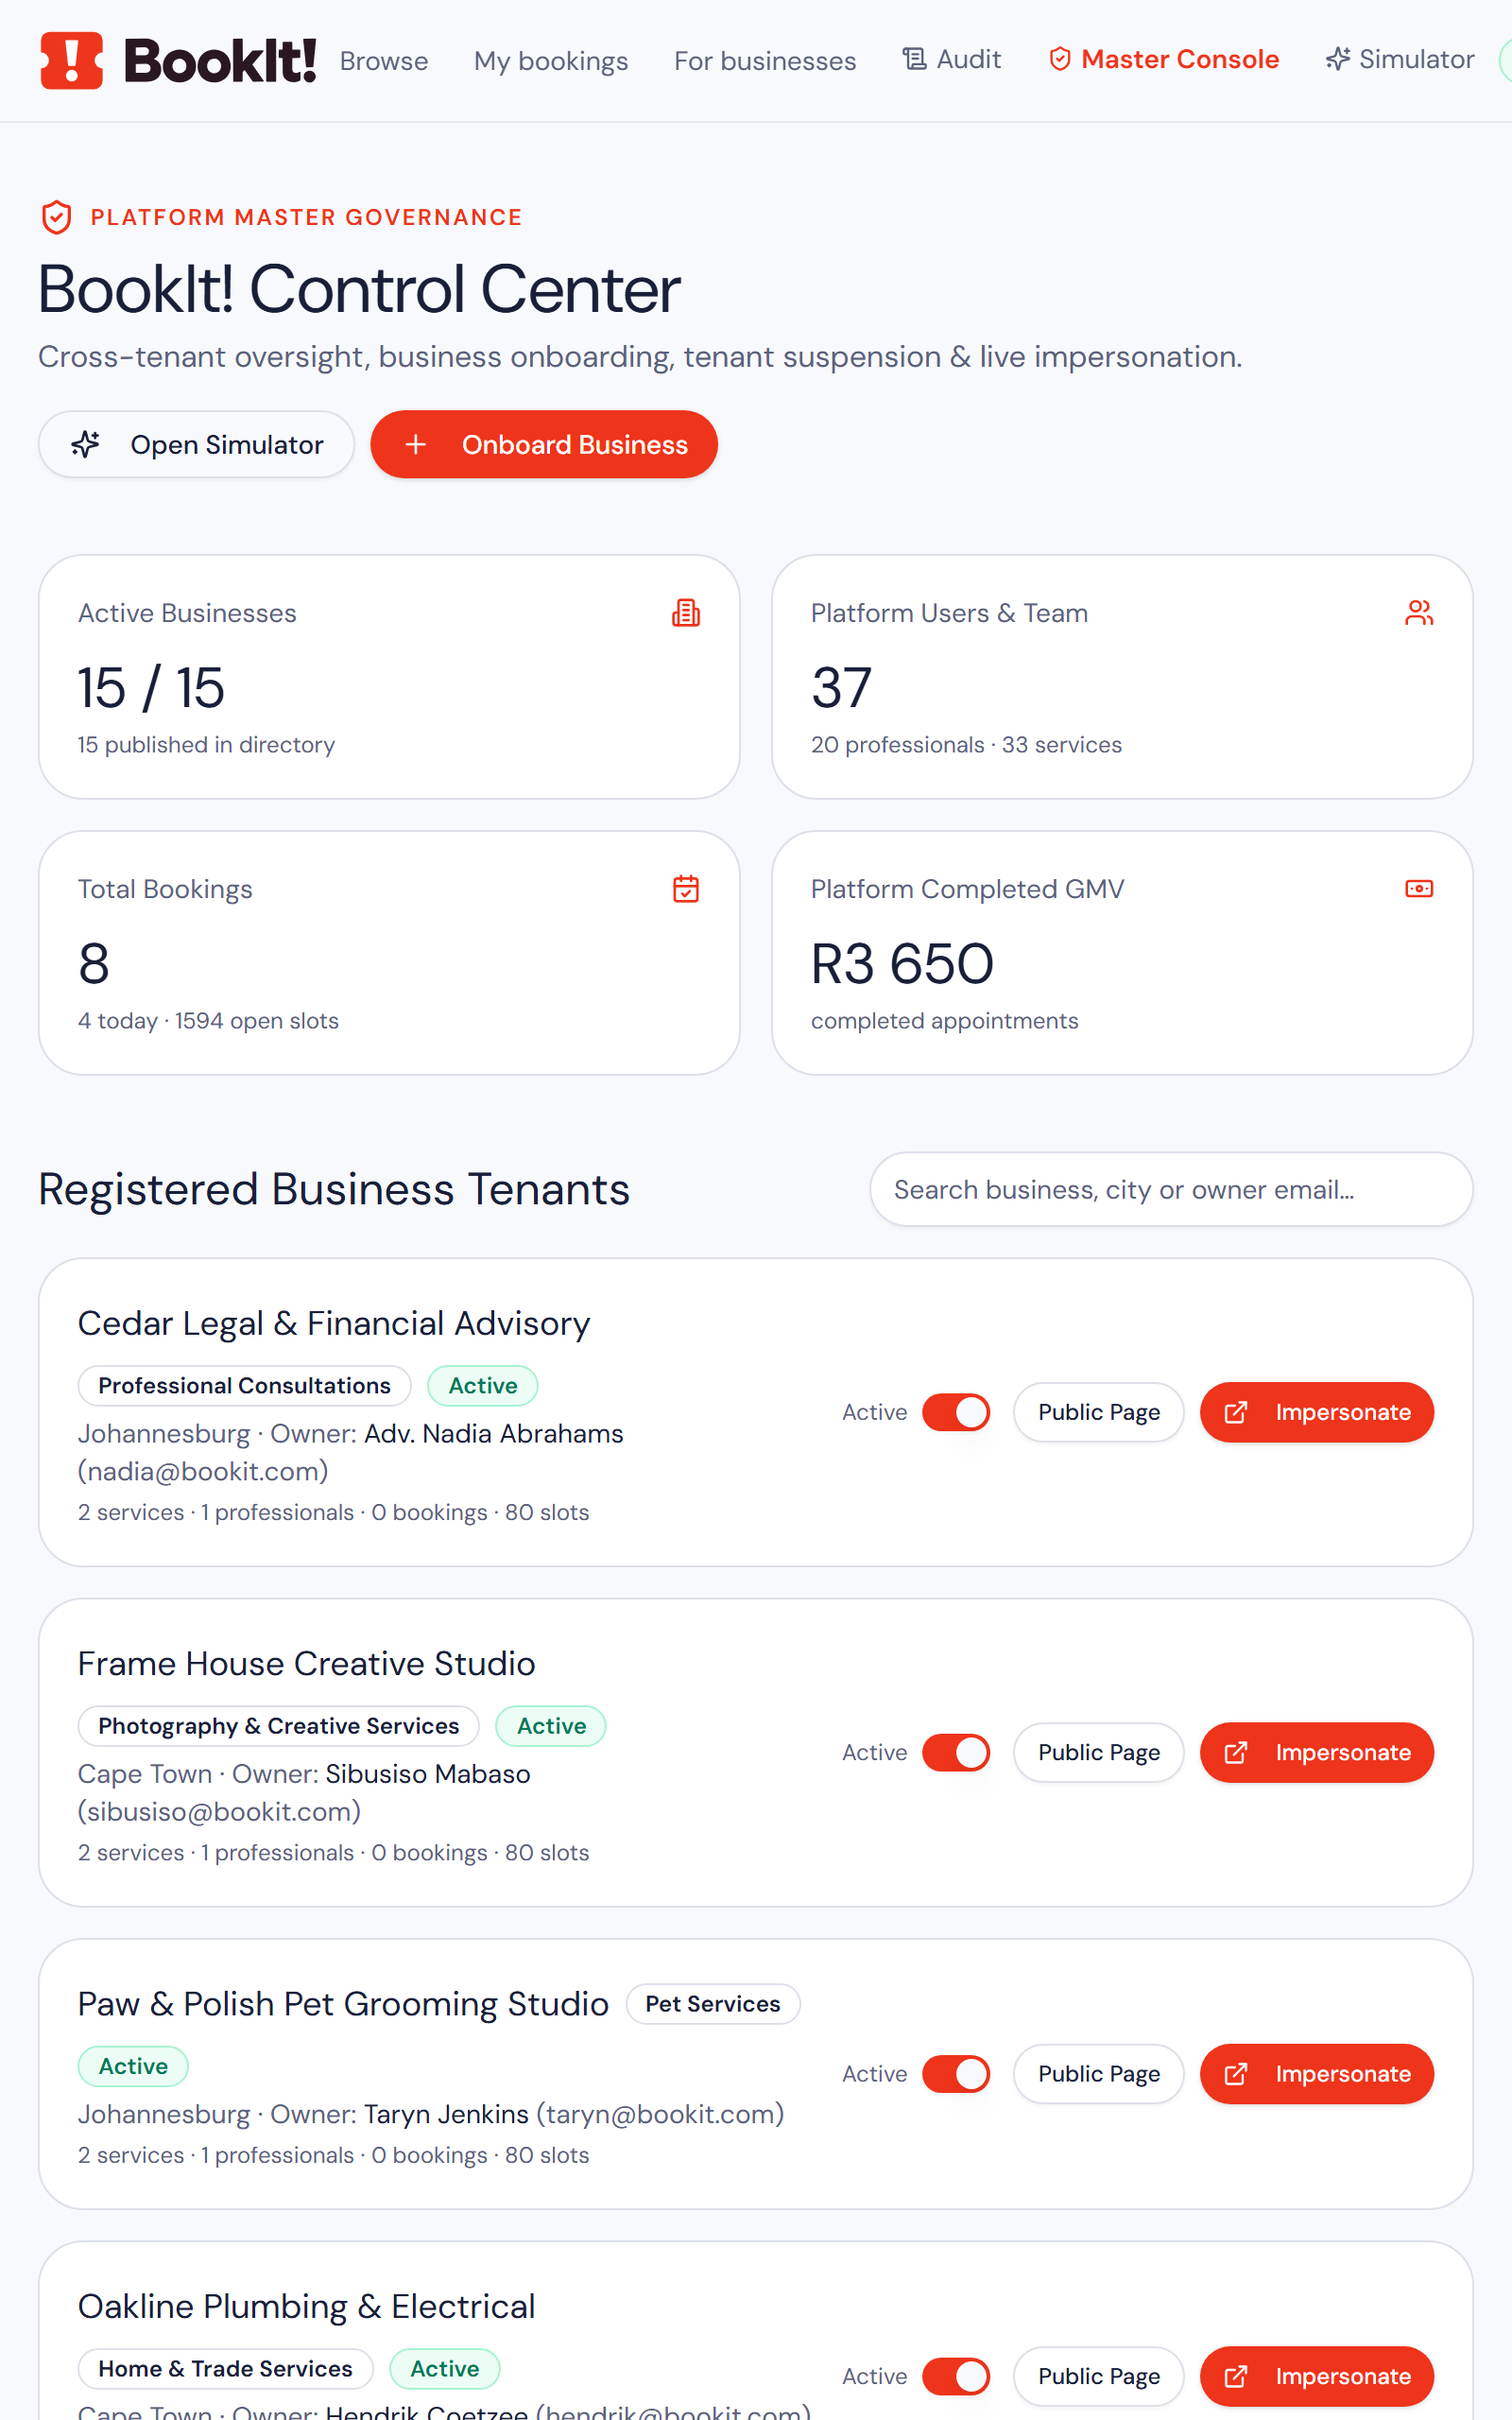 BookIt! Browse My bookings For businesses Audit Master Console Simulator
PLATFORM MASTER GOVERNANCE
BookIt! Control Center
Cross-tenant oversight, business onboarding, tenant suspension & live impersonation.
Open Simulator Onboard Business
Active Businesses
15 / 15
15 published in directory
Platform Users & Team
37
20 professionals · 33 services
Total Bookings
8
4 today · 1594 open slots
Platform Completed GMV
R3 650
completed appointments
Registered Business Tenants
Search business, city or owner email...
Cedar Legal & Financial Advisory
Professional Consultations Active
Johannesburg · Owner: Adv. Nadia Abrahams
(nadia@bookit.com)
2 services · 1 professionals · 0 bookings · 80 slots
Active Public Page Impersonate
Frame House Creative Studio
Photography & Creative Services Active
Cape Town · Owner: Sibusiso Mabaso
(sibusiso@bookit.com)
2 services · 1 professionals · 0 bookings · 80 slots
Active Public Page Impersonate
Paw & Polish Pet Grooming Studio Pet Services
Active
Johannesburg · Owner: Taryn Jenkins (taryn@bookit.com)
2 services · 1 professionals · 0 bookings · 80 slots
Active Public Page Impersonate
Oakline Plumbing & Electrical
Home & Trade Services Active
Cape Town · Owner: Hendrik Coetzee (hendrik@bookit.com)
Active Public Page Impersonate